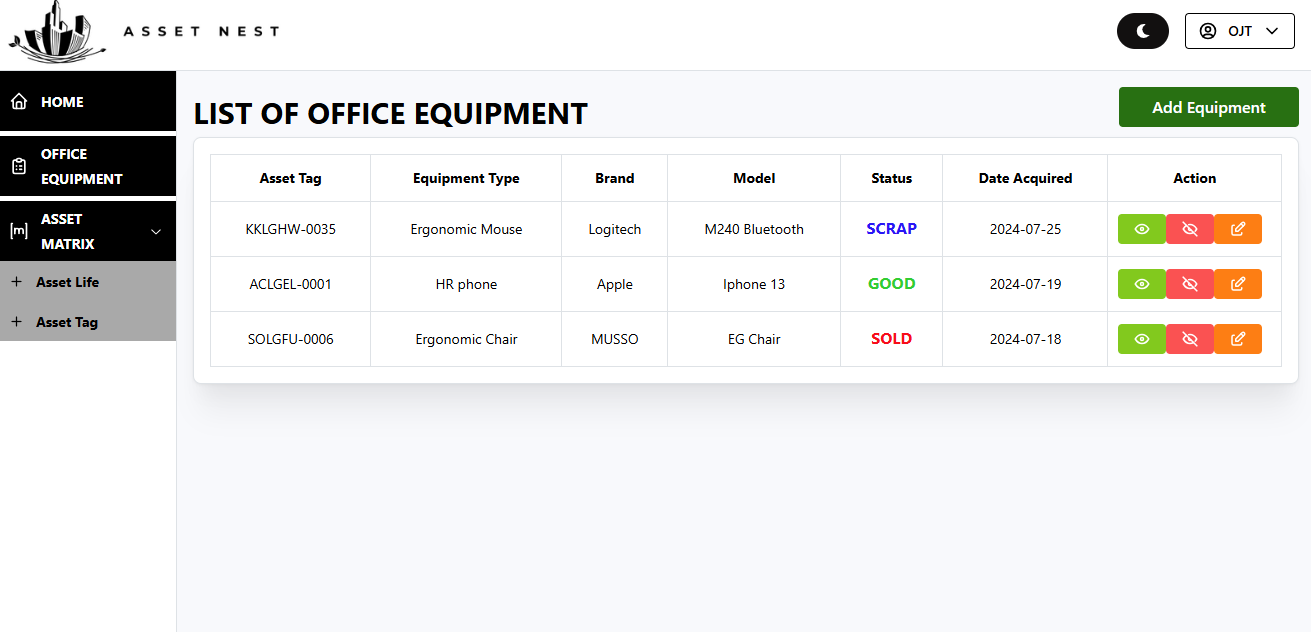 ASSET NEST
OJT
HOME
OFFICE
EQUIPMENT
[m] ASSET
MATRIX
+ Asset Life
+ Asset Tag
LIST OF OFFICE EQUIPMENT
Add Equipment
Asset Tag Equipment Type Brand Model Status Date Acquired Action
KKLGHW-0035 Ergonomic Mouse Logitech M240 Bluetooth SCRAP 2024-07-25
ACLGEL-0001 HR phone Apple Iphone 13 GOOD 2024-07-19
SOLGFU-0006 Ergonomic Chair MUSSO EG Chair SOLD 2024-07-18